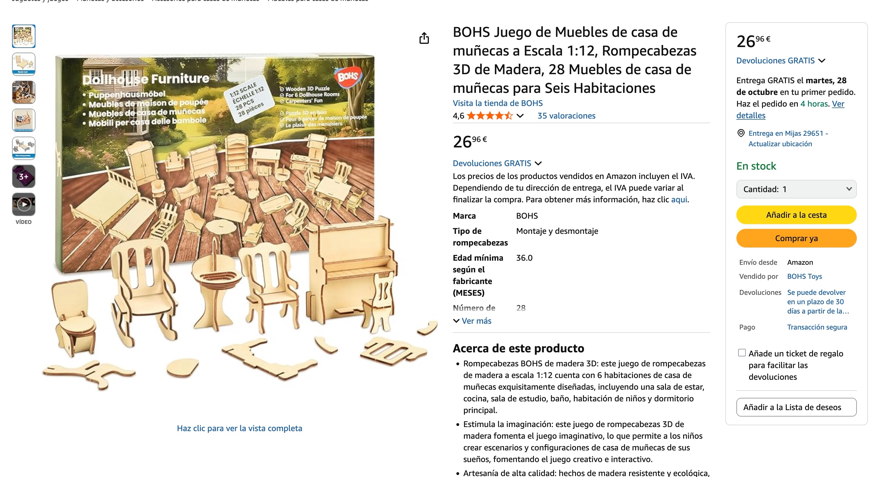 Dollhouse Furniture
• Puppenhausmöbel
• Meubles de maison de poupée
• Muebles de casa de muñecas
• Mobili per casa delle bambole
1:12 SCALE
ÉCHELLE 1:12
28 PCS
28 pièces
BOHS
Wooden 3D Puzzle
For 6 Dollhouse Rooms
Carpenters' Fun
3+
VÍDEO
Haz clic para ver la vista completa
BOHS Juego de Muebles de casa de
muñecas a Escala 1:12, Rompecabezas
3D de Madera, 28 Muebles de casa de
muñecas para Seis Habitaciones
Visita la tienda de BOHS
4,6 35 valoraciones
26,96 €
Devoluciones GRATIS
Los precios de los productos vendidos en Amazon incluyen el IVA.
Dependiendo de tu dirección de entrega, el IVA puede variar al
finalizar la compra. Para obtener más información, haz clic aquí.
Marca BOHS
Tipo de rompecabezas Montaje y desmontaje
Edad mínima según el fabricante (MESES) 36.0
Número de 28
Ver más
Acerca de este producto
• Rompecabezas BOHS de madera 3D: este juego de rompecabezas
de madera a escala 1:12 cuenta con 6 habitaciones de casa de
muñecas exquisitamente diseñadas, incluyendo una sala de estar,
cocina, sala de estudio, baño, habitación de niños y dormitorio
principal.
• Estimula la imaginación: este juego de rompecabezas 3D de
madera fomenta el juego imaginativo, lo que permite a los niños
crear escenarios y configuraciones de casa de muñecas de sus
sueños, fomentando el juego creativo e interactivo.
• Artesanía de alta calidad: hechos de madera resistente y ecológica,
26,96 €
Devoluciones GRATIS
Entrega GRATIS el martes, 28
de octubre en tu primer pedido.
Haz el pedido en 4 horas. Ver
detalles
Entrega en Mijas 29651 -
Actualizar ubicación
En stock
Cantidad: 1
Añadir a la cesta
Comprar ya
Envío desde Amazon
Vendido por BOHS Toys
Devoluciones Se puede devolver
en un plazo de 30
días a partir de la...
Pago Transacción segura
Añade un ticket de regalo
para facilitar las
devoluciones
Añadir a la Lista de deseos